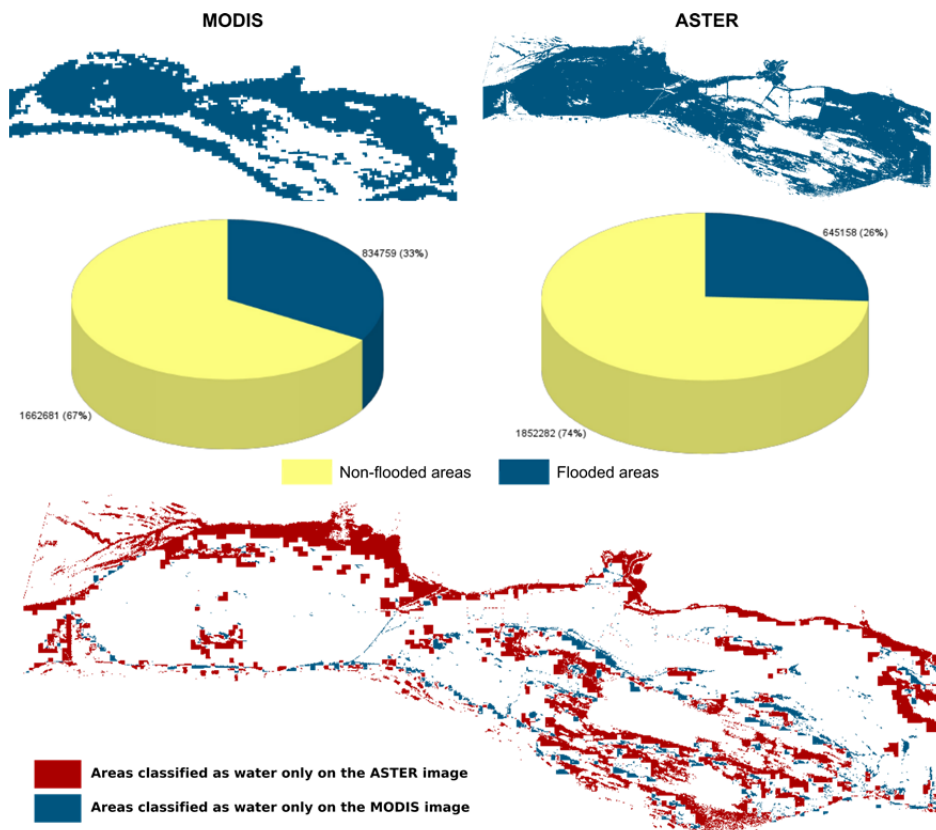 MODIS
ASTER
834759 (33%)
645158 (26%)
1662681 (67%)
1852282 (74%)
Non-flooded areas
Flooded areas
Areas classified as water only on the ASTER image
Areas classified as water only on the MODIS image